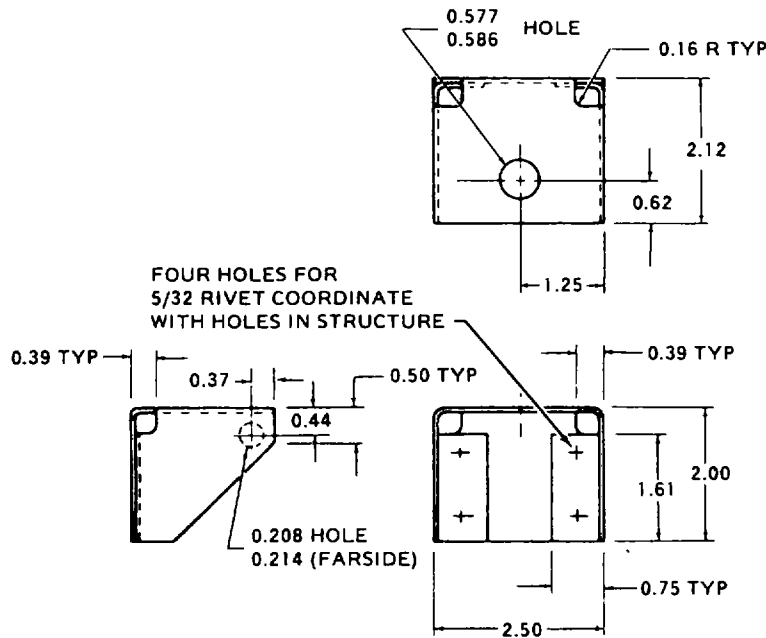 0.577
0.586 HOLE
0.16 R TYP
2.12
0.62
1.25
FOUR HOLES FOR
5/32 RIVET COORDINATE
WITH HOLES IN STRUCTURE
0.39 TYP
0.37
0.50 TYP
0.39 TYP
0.44
2.00
1.61
0.208 HOLE
0.214 (FARSIDE)
0.75 TYP
2.50